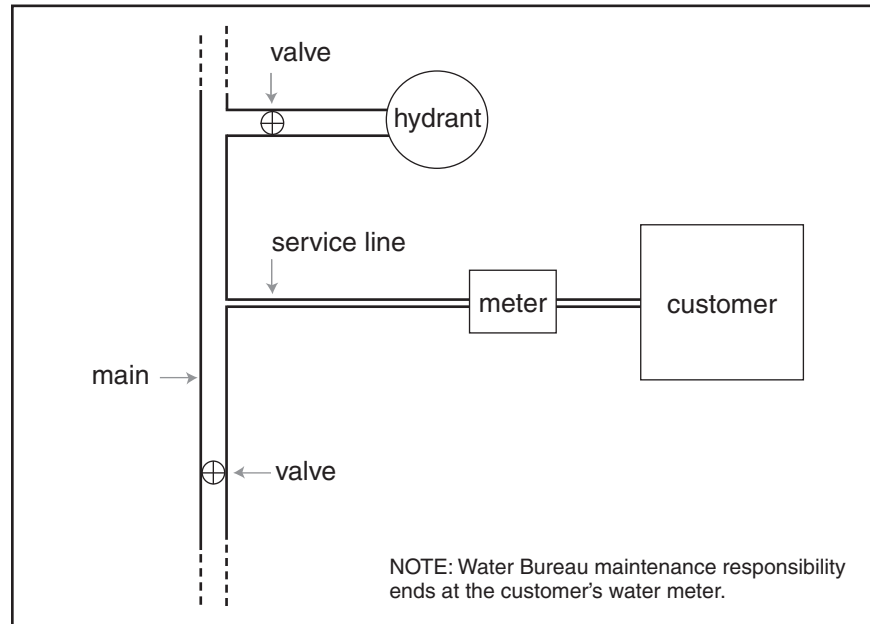 valve
hydrant
service line
meter
customer
main
valve
NOTE: Water Bureau maintenance responsibility
ends at the customer's water meter.